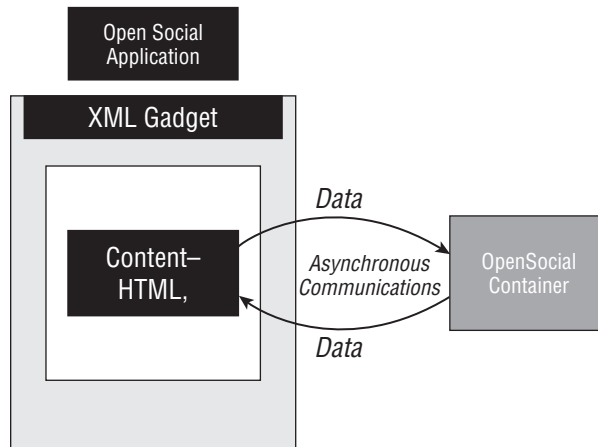 Open Social
Application
XML Gadget
Content–
HTML,
Data
Asynchronous
Communications
Data
OpenSocial
Container